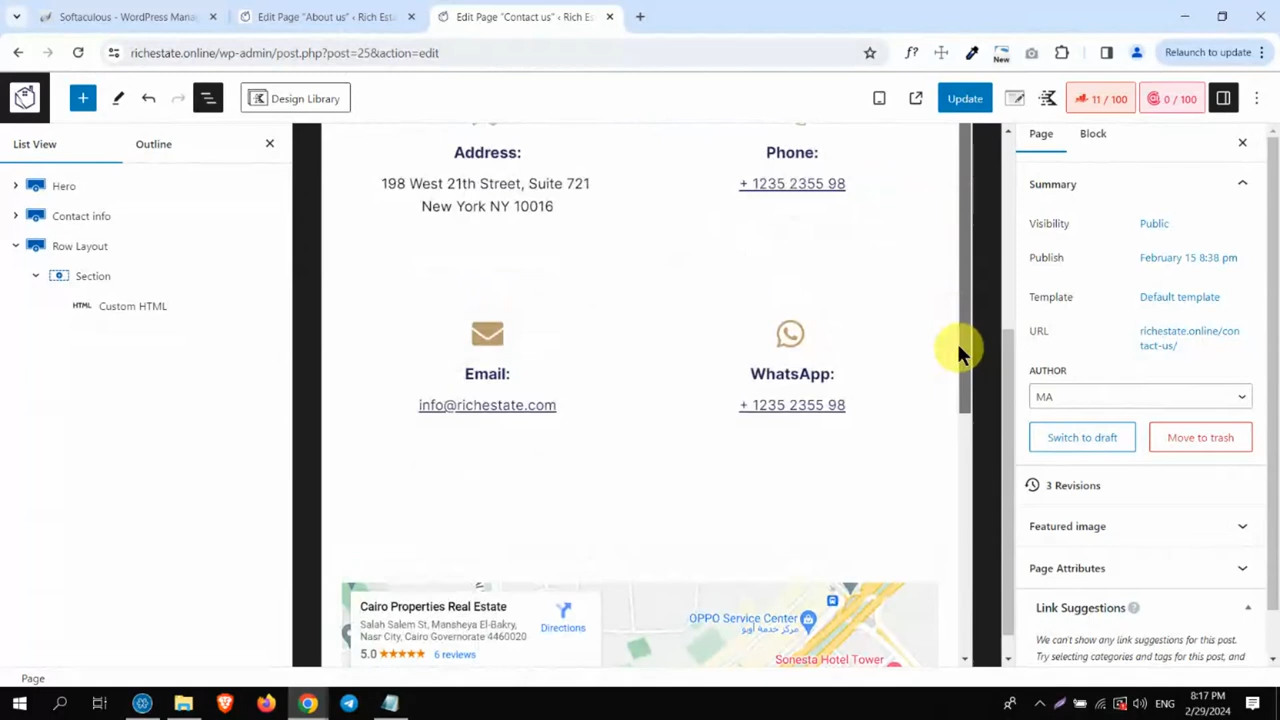 Softaculous - WordPress Manag
Edit Page "About us" ‹ Rich Esta
Edit Page "Contact us" ‹ Rich Es
richestate.online/wp-admin/post.php?post=25&action=edit
f?
New
Relaunch to update
Design Library
Update
11 / 100
0 / 100
List View
Outline
Hero
Contact info
Row Layout
Section
HTML
Custom HTML
Address:
198 West 21th Street, Suite 721
New York NY 10016
Phone:
+ 1235 2355 98
Email:
info@richestate.com
WhatsApp:
+ 1235 2355 98
Cairo Properties Real Estate
Salah Salem St, Mansheya El-Bakry,
Nasr City, Cairo Governorate 4460020
5.0
6 reviews
Directions
OPPO Service Center
مركز خدمة أوبو
Sonesta Hotel Tower
Page
Block
Summary
Visibility
Public
Publish
February 15 8:38 pm
Template
Default template
URL
richestate.online/con
tact-us/
AUTHOR
MA
Switch to draft
Move to trash
3 Revisions
Featured image
Page Attributes
Link Suggestions
We can't show any link suggestions for this post.
Try selecting categories and tags for this post, and
Page
ENG
8:17 PM
2/29/2024